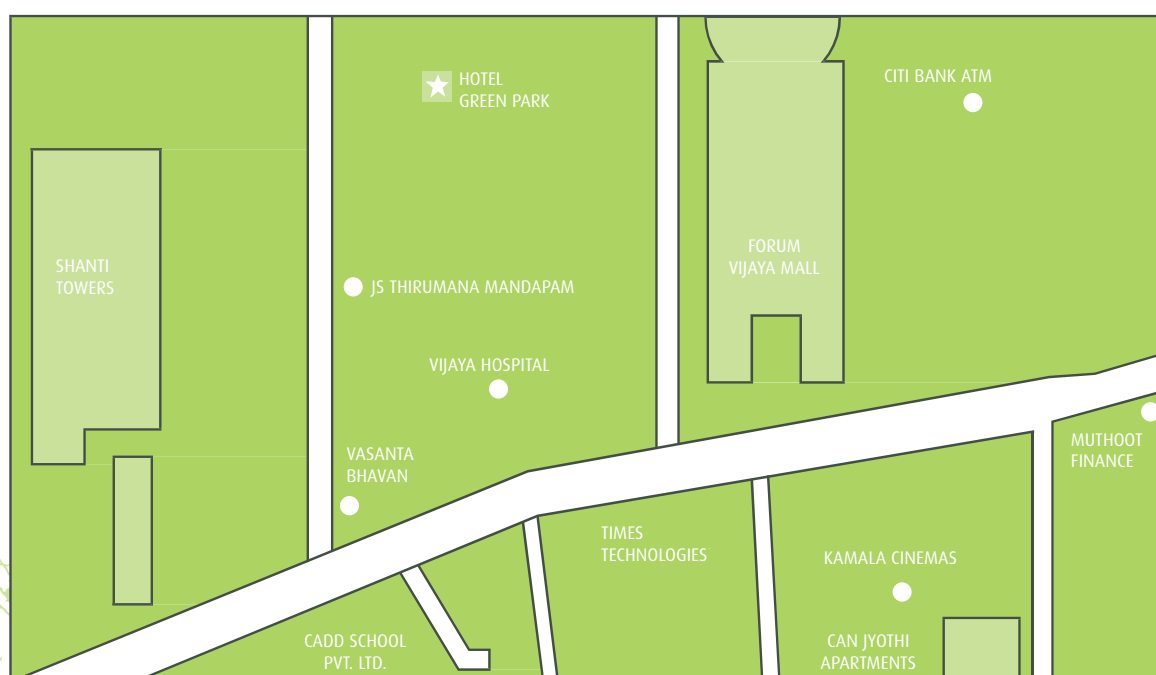 HOTEL
GREEN PARK
CITI BANK ATM
SHANTI
TOWERS
FORUM
VIJAYA MALL
JS THIRUMANA MANDAPAM
VIJAYA HOSPITAL
VASANTA
BHAVAN
MUTHOOT
FINANCE
TIMES
TECHNOLOGIES
KAMALA CINEMAS
CADD SCHOOL
PVT. LTD.
CAN JYOTHI
APARTMENTS